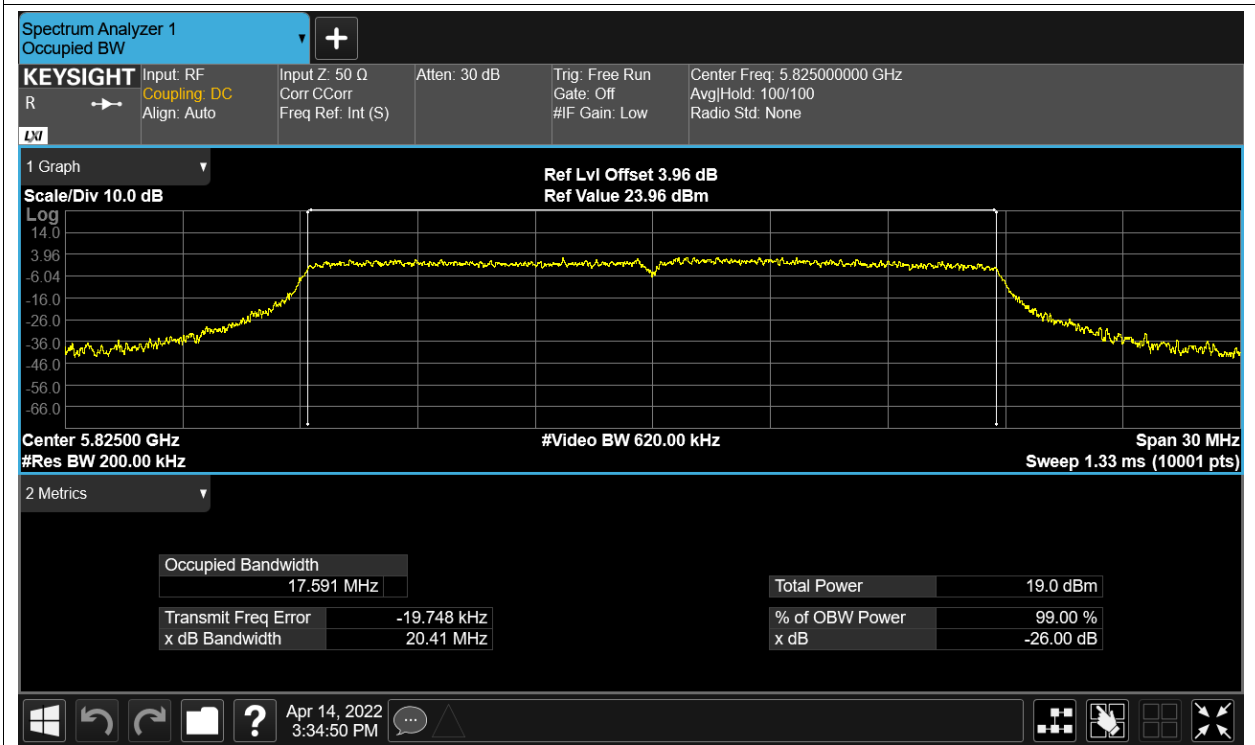 Spectrum Analyzer 1
Occupied BW
KEYSIGHT
R
LXI
Input: RF
Coupling: DC
Align: Auto
Input Z: 50 Ω
Corr CCorr
Freq Ref: Int (S)
Atten: 30 dB
Trig: Free Run
Gate: Off
#IF Gain: Low
Center Freq: 5.825000000 GHz
Avg|Hold: 100/100
Radio Std: None
1 Graph
Scale/Div 10.0 dB
Ref Lvl Offset 3.96 dB
Ref Value 23.96 dBm
Log
14.0
3.96
-6.04
-16.0
-26.0
-36.0
-46.0
-56.0
-66.0
Center 5.82500 GHz
#Video BW 620.00 kHz
Span 30 MHz
#Res BW 200.00 kHz
Sweep 1.33 ms (10001 pts)
2 Metrics
Occupied Bandwidth
17.591 MHz
Total Power 19.0 dBm
Transmit Freq Error -19.748 kHz
% of OBW Power 99.00 %
x dB Bandwidth 20.41 MHz
x dB -26.00 dB
?
Apr 14, 2022
3:34:50 PM